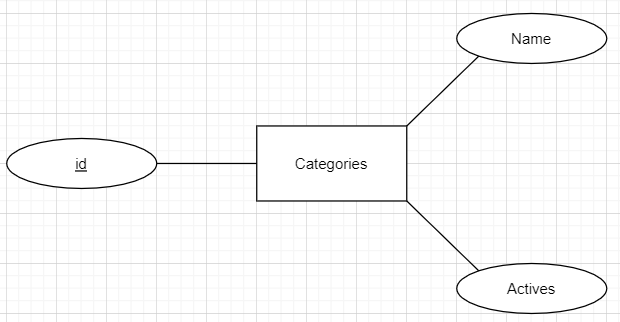 Name
id
Categories
Actives